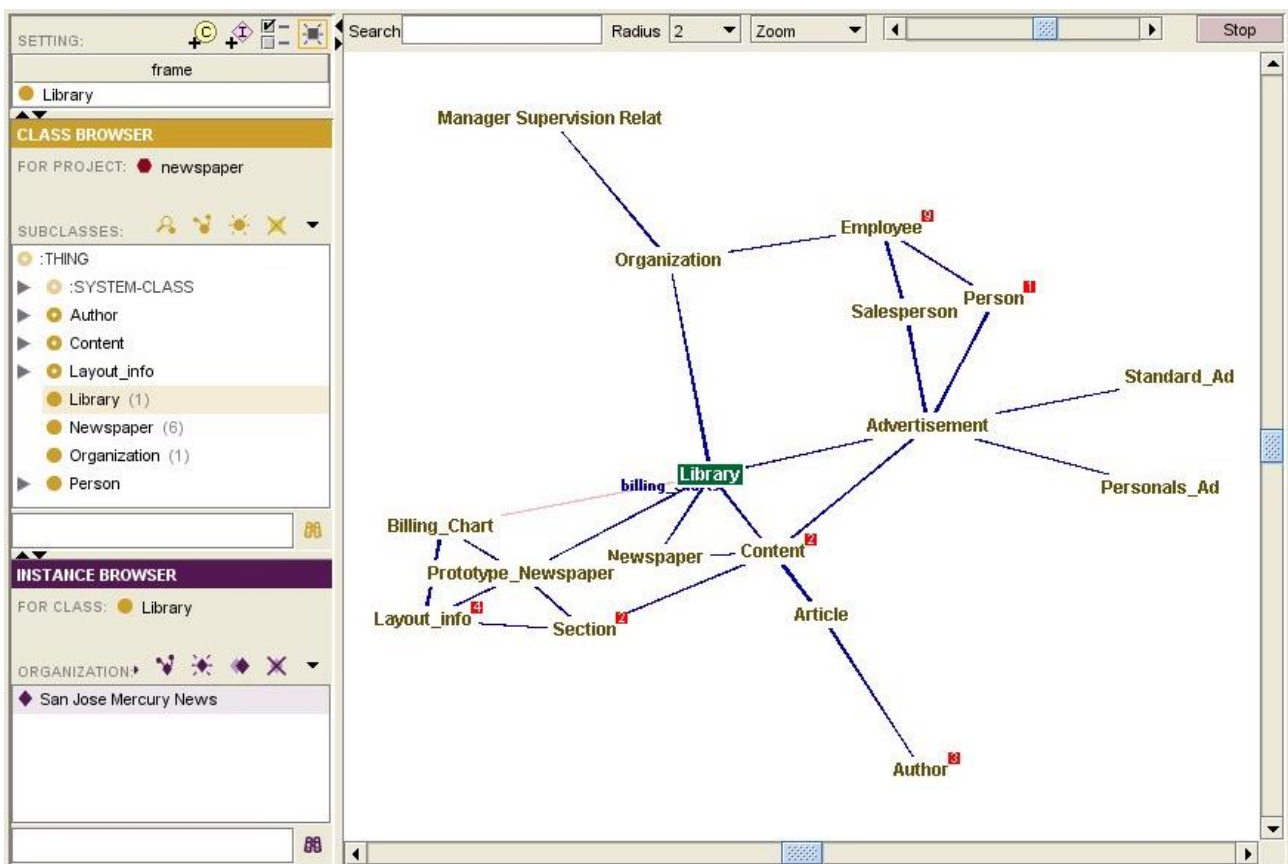 SETTING:
frame
Library
CLASS BROWSER
FOR PROJECT: newspaper
SUBCLASSES:
:THING
:SYSTEM-CLASS
Author
Content
Layout_info
Library (1)
Newspaper (6)
Organization (1)
Person
INSTANCE BROWSER
FOR CLASS: Library
ORGANIZATION:
San Jose Mercury News
Search Radius 2 Zoom Stop
Manager Supervision Relat
Employee 9
Organization
Person 1
Salesperson
Standard_Ad
Advertisement
Library
Personals_Ad
Billing_Chart
Newspaper Content 2
Prototype_Newspaper
Layout_info 4 Section 2 Article
Author 3